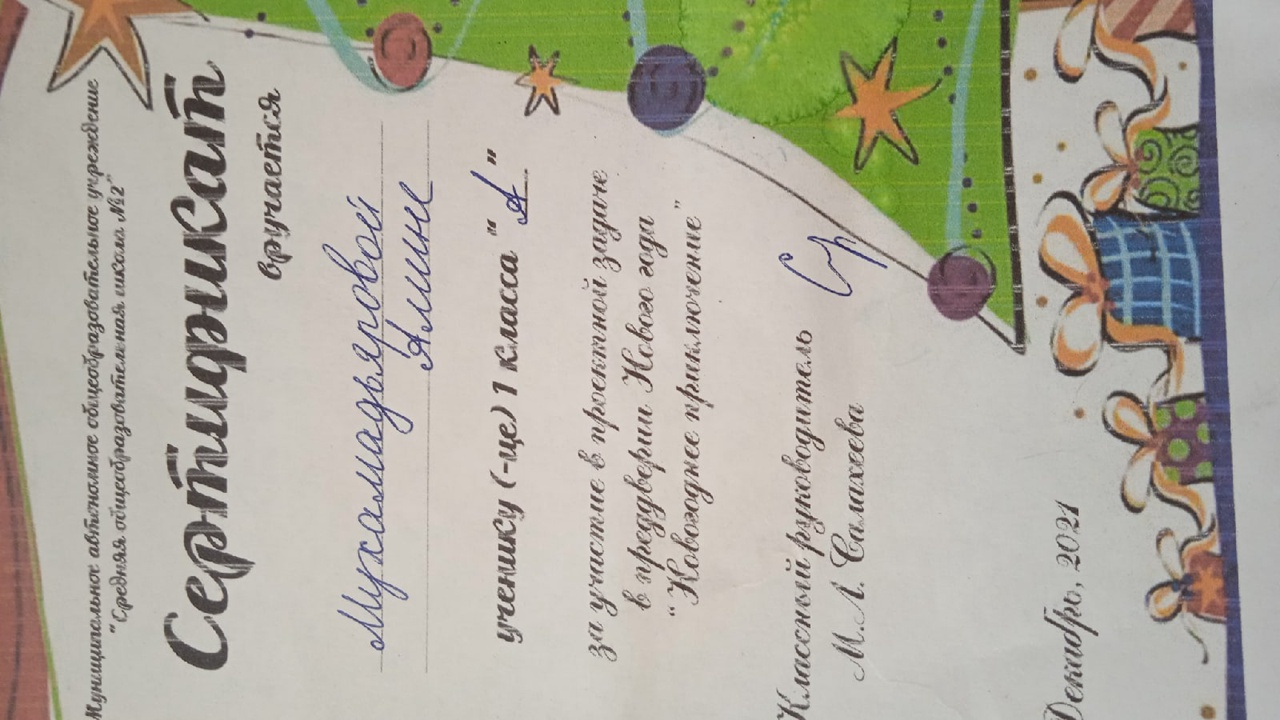 Муниципальное автономное общеобразовательное учреждение
"Средняя общеобразовательная школа №2"
Сертификат
вручается
Мухамадьяровой
Алине
ученику (-це) 1 класса "А"
за участие в проектной задаче
в преддверии Нового года
"Новогоднее приключение"
Классный руководитель
М.Л. Салахеева
Декабрь, 2021